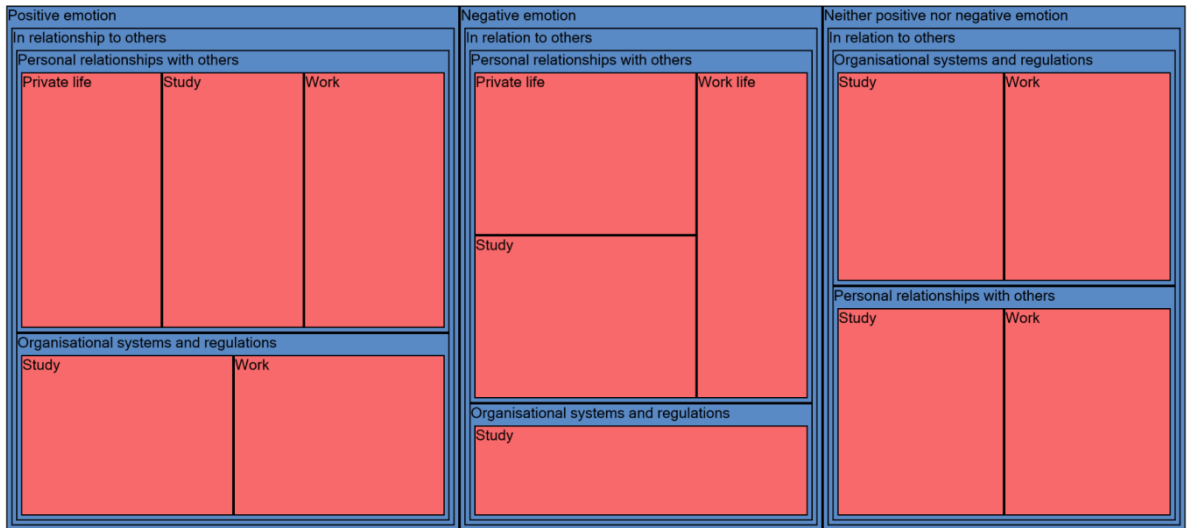 Positive emotion
In relationship to others
Personal relationships with others
Private life
Study
Work
Organisational systems and regulations
Study
Work
Negative emotion
In relation to others
Personal relationships with others
Private life
Work life
Study
Organisational systems and regulations
Study
Neither positive nor negative emotion
In relation to others
Organisational systems and regulations
Study
Work
Personal relationships with others
Study
Work